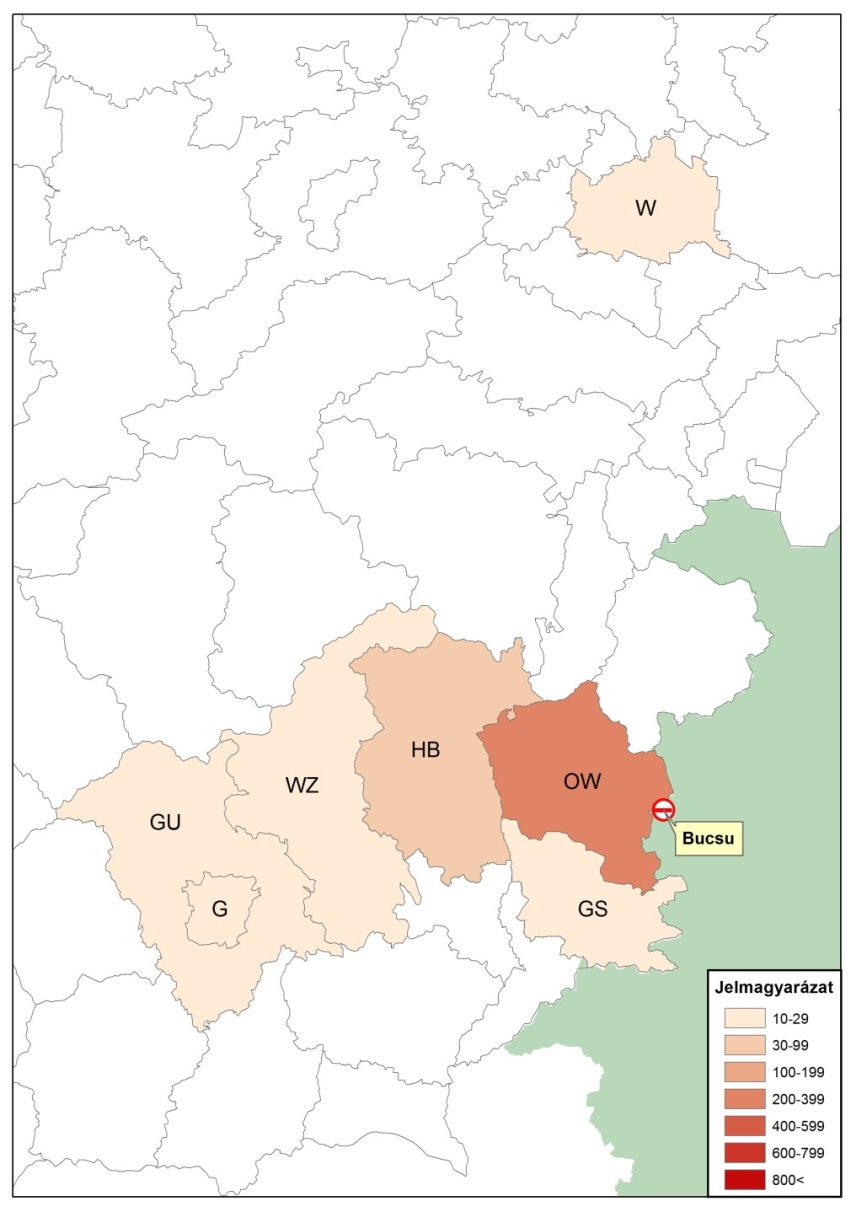 W
HB
OW
WZ
Bucsu
GU
G
GS
Jelmagyarázat
10-29
30-99
100-199
200-399
400-599
600-799
800<